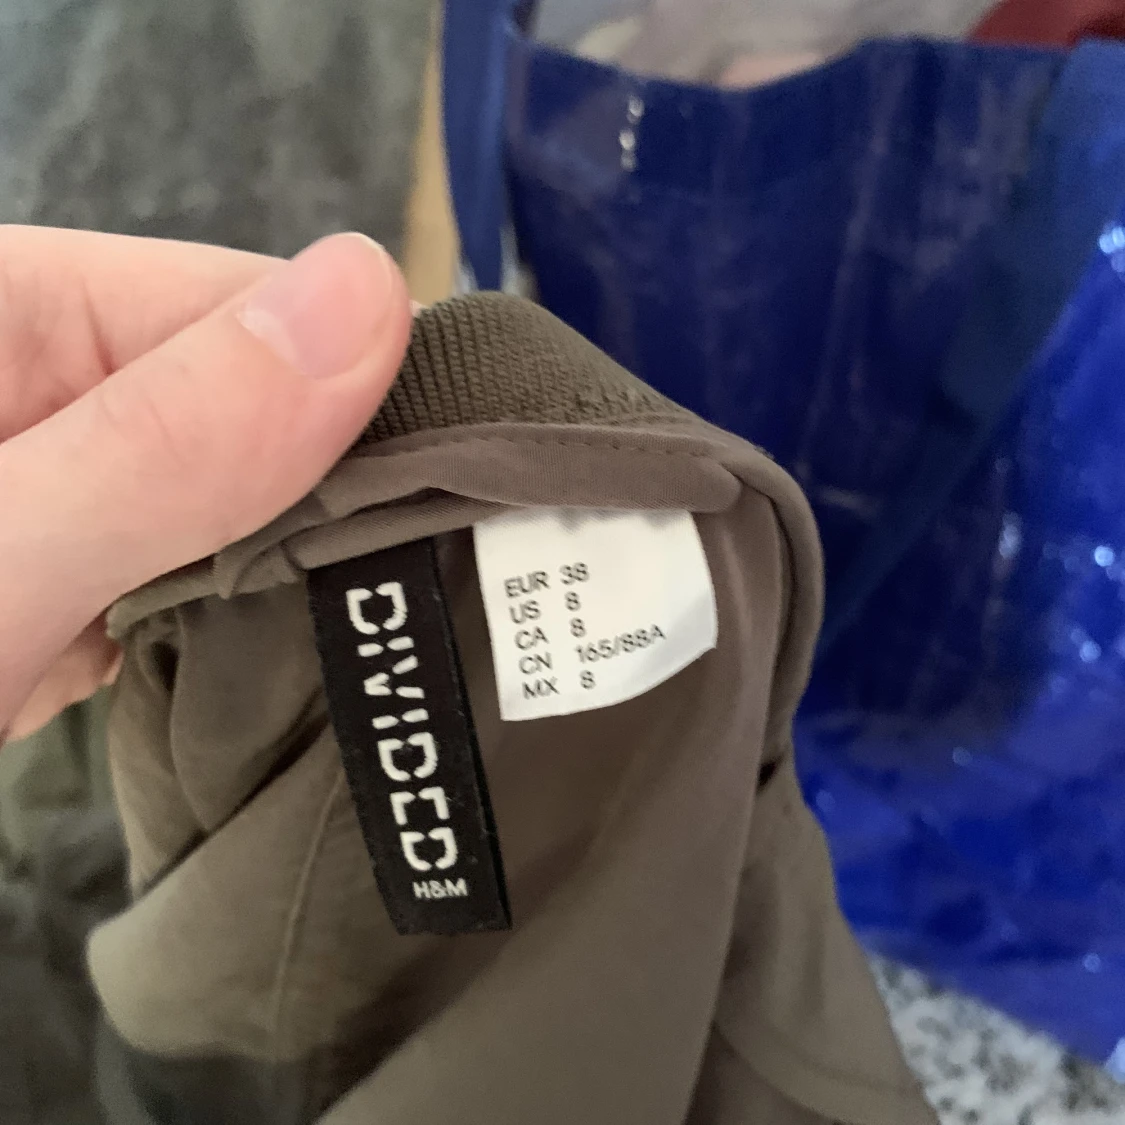 DIVIDED
H&M
EUR 38
US 8
CA 8
CN 165/88A
MX 8